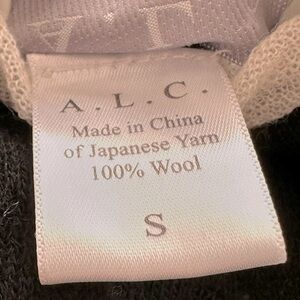 A.L.C.
Made in China
of Japanese Yarn
100% Wool
S